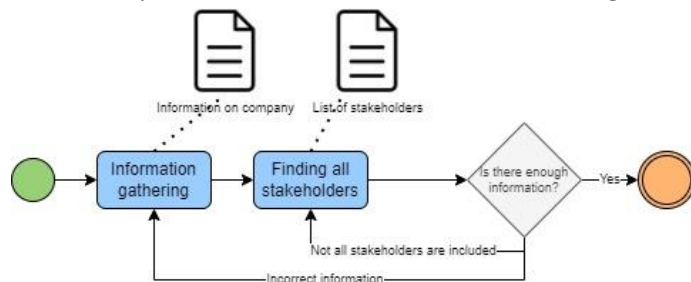 Information on company
List of stakeholders
Information
gathering
Finding all
stakeholders
Is there enough
information?
Yes
Not all stakeholders are included
Incorrect information